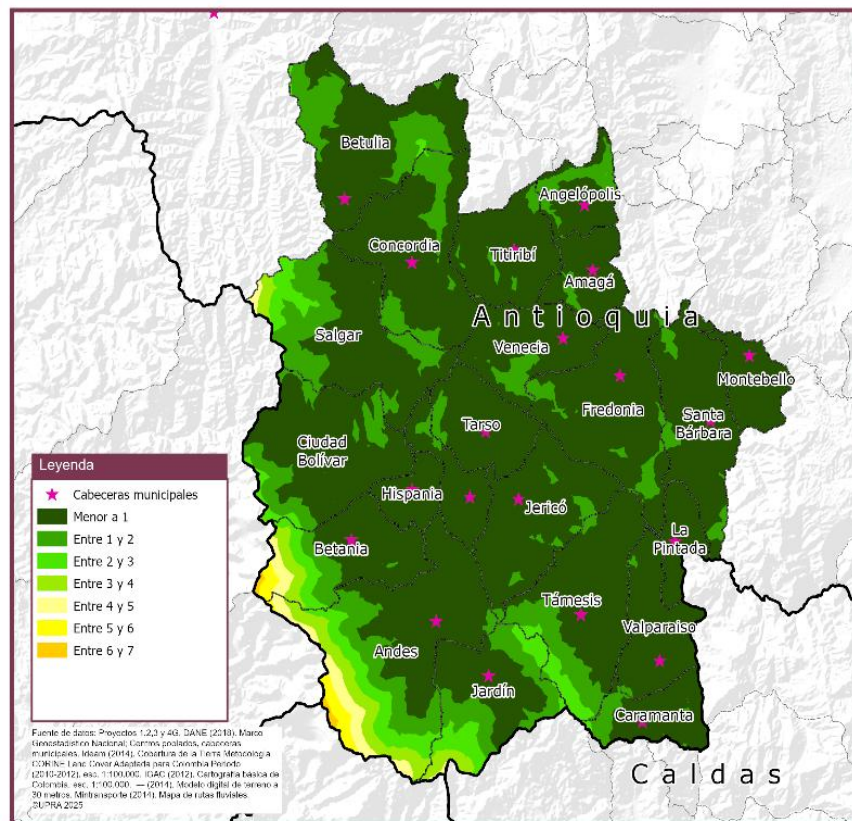 Betulia
Angelópolis
Concordia
Titiribí
Amagá
Antioquia
Salgar
Venecia
Montebello
Fredonia
Santa
Bárbara
Tarso
Ciudad
Bolívar
Hispania
Jericó
La
Pintada
Betania
Támesis
Valparaiso
Andes
Jardín
Caramanta
Caldas
Leyenda
Cabeceras municipales
Menor a 1
Entre 1 y 2
Entre 2 y 3
Entre 3 y 4
Entre 4 y 5
Entre 5 y 6
Entre 6 y 7
Fuente de datos: Proyectos 1,2,3 y 4G. DANE (2018). Marco
Geoestadístico Nacional; Centros poblados, cabeceras
municipales. Ideam (2014). Cobertura de la Tierra Metodología
CORINE Land Cover Adaptada para Colombia Periodo
(2010-2012), esc. 1:100.000. IGAC (2012). Cartografía básica de
Colombia, esc. 1:100.000. — (2014). Modelo digital de terreno a
30 metros. Mintransporte (2014). Mapa de rutas fluviales.
©UPRA 2025